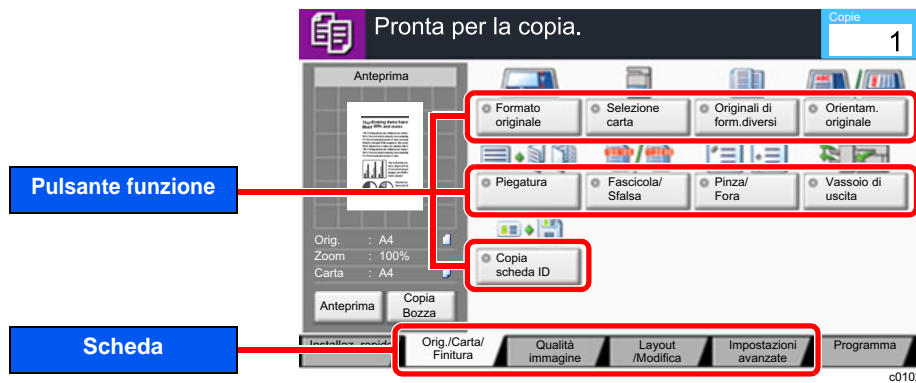 Pronta per la copia.
Copie
1
Anteprima
Formato
originale
Selezione
carta
Originali di
form.diversi
Orientam.
originale
Pulsante funzione
Piegatura
Fascicola/
Sfalsa
Pinza/
Fora
Vassoio di
uscita
Orig. : A4
Zoom : 100%
Carta : A4
Copia
scheda ID
Anteprima
Copia
Bozza
Scheda
Orig./Carta/
Finitura
Qualità
immagine
Layout
/Modifica
Impostazioni
avanzate
Programma